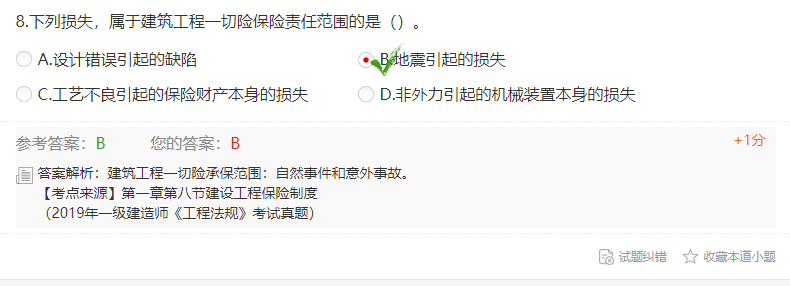 8.下列损失，属于建筑工程一切险保险责任范围的是（）。
A.设计错误引起的缺陷
B.地震引起的损失
C.工艺不良引起的保险财产本身的损失
D.非外力引起的机械装置本身的损失
参考答案：B 您的答案：B +1分
答案解析：建筑工程一切险承保范围：自然事件和意外事故。
【考点来源】第一章第八节建设工程保险制度
（2019年一级建造师《工程法规》考试真题）
试题纠错 收藏本道小题